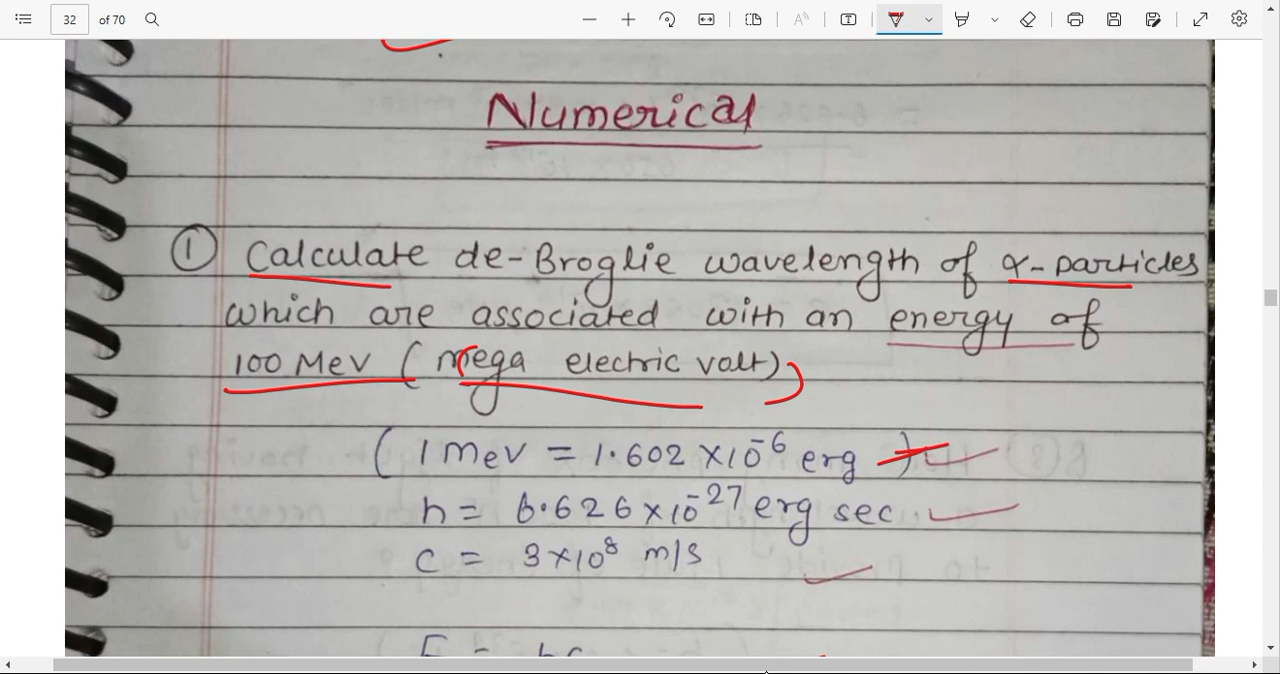 32 of 70
Numerical
① Calculate de-Broglie wavelength of α-particles
which are associated with an energy of
100 MeV (mega electric volt)
( 1 mev = 1.602 ×10⁻⁶ erg )
h = 6.626 ×10⁻²⁷ erg sec
c = 3 ×10⁸ m/s